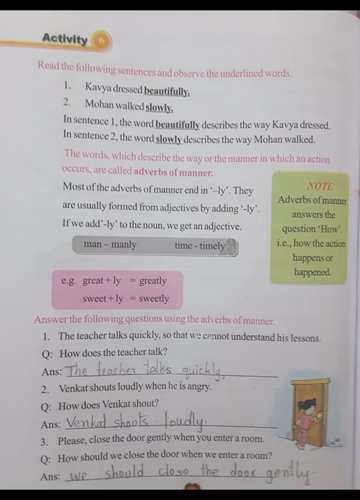 Activity
Read the following sentences and observe the underlined words.
1. Kavya dressed beautifully.
2. Mohan walked slowly.
In sentence 1, the word beautifully describes the way Kavya dressed.
In sentence 2, the word slowly describes the way Mohan walked.
The words, which describe the way or the manner in which an action
occurs, are called adverbs of manner.
Most of the adverbs of manner end in '–ly'. They
are usually formed from adjectives by adding '-ly'.
If we add'-ly' to the noun, we get an adjective.
man – manly time - timely
NOTE
Adverbs of manner
answers the
question 'How'.
i.e., how the action
happens or
happened.
e.g. great + ly = greatly
sweet + ly = sweetly
Answer the following questions using the adverbs of manner.
1. The teacher talks quickly, so that we cannot understand his lessons.
Q: How does the teacher talk?
Ans: The teacher talks quickly.
2. Venkat shouts loudly when he is angry.
Q: How does Venkat shout?
Ans: Venkat shouts loudly.
3. Please, close the door gently when you enter a room.
Q: How should we close the door when we enter a room?
Ans: we should close the door gently.